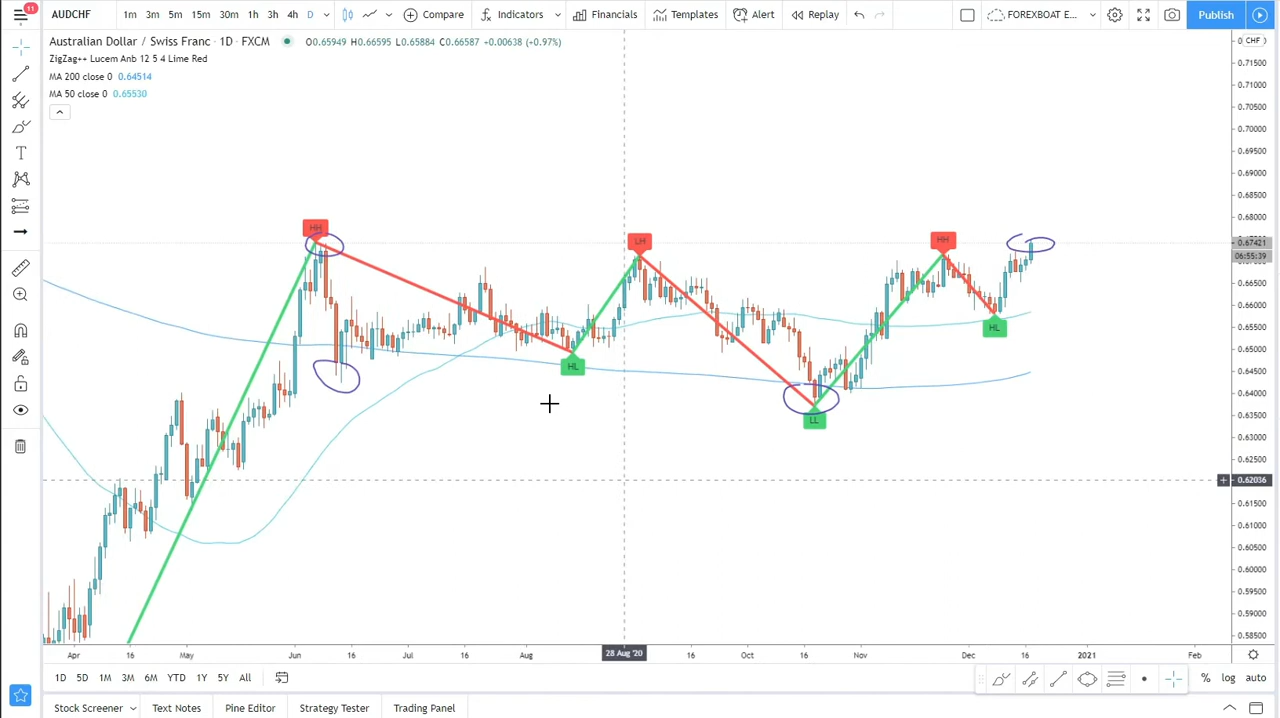 11
AUDCHF 1m 3m 5m 15m 30m 1h 3h 4h D Compare Indicators Financials Templates Alert Replay FOREXBOAT E... Publish
Australian Dollar / Swiss Franc · 1D · FXCM O0.65949 H0.66595 L0.65884 C0.66587 +0.00638 (+0.97%)
ZigZag++ Lucem Anb 12 5 4 Lime Red
MA 200 close 0 0.64514
MA 50 close 0 0.65530
CHF
0.71500
0.71000
0.70500
0.70000
0.69500
0.69000
0.68500
0.68000
0.67421
06:55:39
0.66500
0.66000
0.65500
0.65000
0.64500
0.64000
0.63500
0.63000
0.62500
0.62036
0.61500
0.61000
0.60500
0.60000
0.59500
0.59000
0.58500
HH
LH
HH
HL
HL
LL
Apr 16 May Jun 16 Jul Aug 28 Aug '20 16 Oct 16 Nov Dec 16 2021 Feb
1D 5D 1M 3M 6M YTD 1Y 5Y All % log auto
Stock Screener Text Notes Pine Editor Strategy Tester Trading Panel